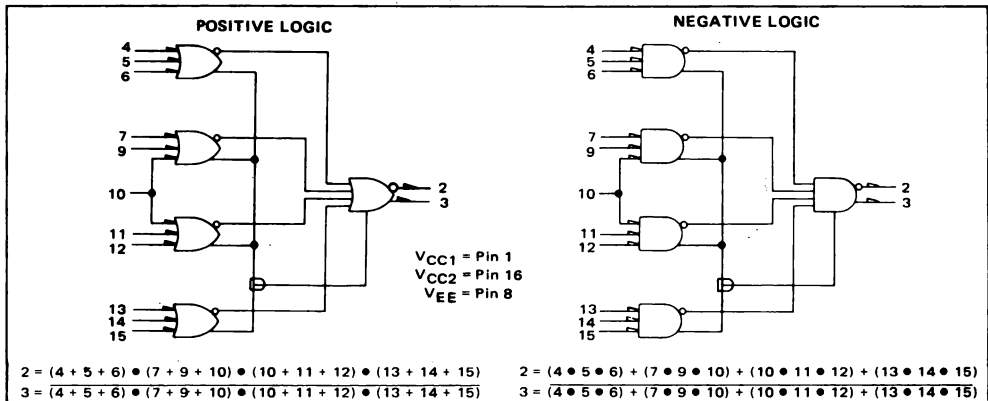 POSITIVE LOGIC
4
5
6
7
9
10
11
12
13
14
15
2
3
VCC1 = Pin 1
VCC2 = Pin 16
VEE = Pin 8
2 = (4 + 5 + 6) ● (7 + 9 + 10) ● (10 + 11 + 12) ● (13 + 14 + 15)
3 = (4 + 5 + 6) ● (7 + 9 + 10) ● (10 + 11 + 12) ● (13 + 14 + 15)
NEGATIVE LOGIC
4
5
6
7
9
10
11
12
13
14
15
2
3
2 = (4 ● 5 ● 6) + (7 ● 9 ● 10) + (10 ● 11 ● 12) + (13 ● 14 ● 15)
3 = (4 ● 5 ● 6) + (7 ● 9 ● 10) + (10 ● 11 ● 12) + (13 ● 14 ● 15)